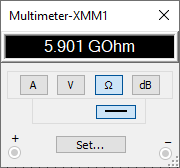 Multimeter-XMM1
5.901 GOhm
A V Ω dB
+ −
Set...